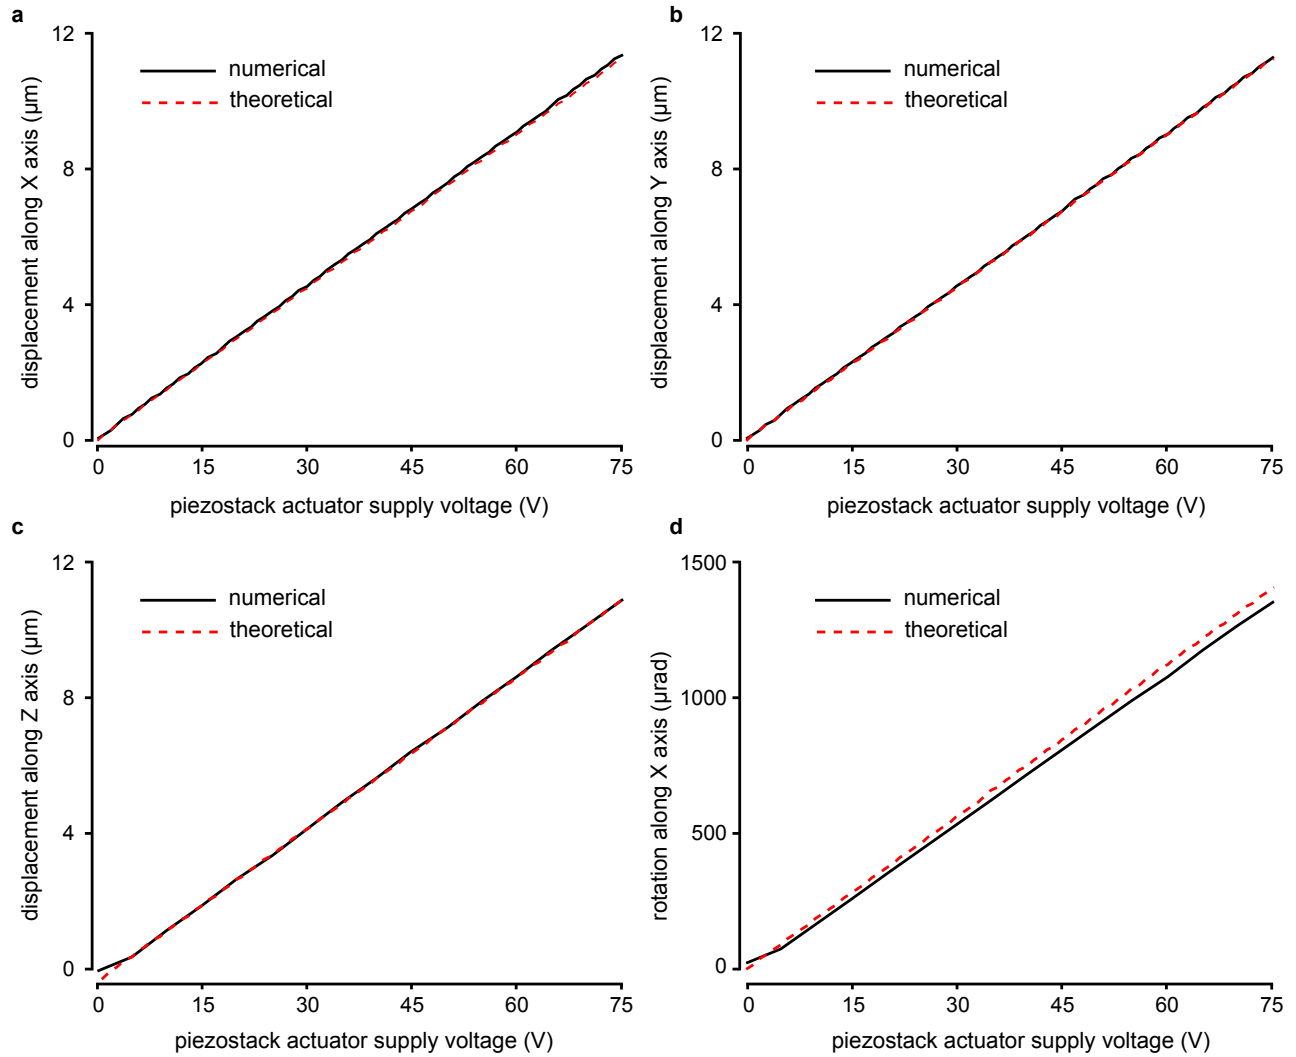 a
12
8
4
0
displacement along X axis (µm)
numerical
theoretical
0 15 30 45 60 75
piezostack actuator supply voltage (V)
b
12
8
4
0
displacement along Y axis (µm)
numerical
theoretical
0 15 30 45 60 75
piezostack actuator supply voltage (V)
c
12
8
4
0
displacement along Z axis (µm)
numerical
theoretical
0 15 30 45 60 75
piezostack actuator supply voltage (V)
d
1500
1000
500
0
rotation along X axis (µrad)
numerical
theoretical
0 15 30 45 60 75
piezostack actuator supply voltage (V)